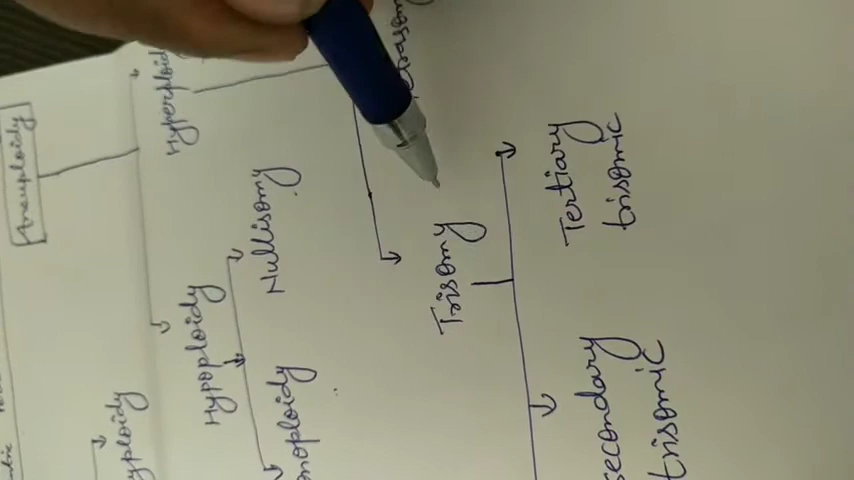 Aneuploidy
Hyperploidy
Hypoploidy
Nullisomy
Trisomy
Tertiary
trisomic
secondary
trisomic